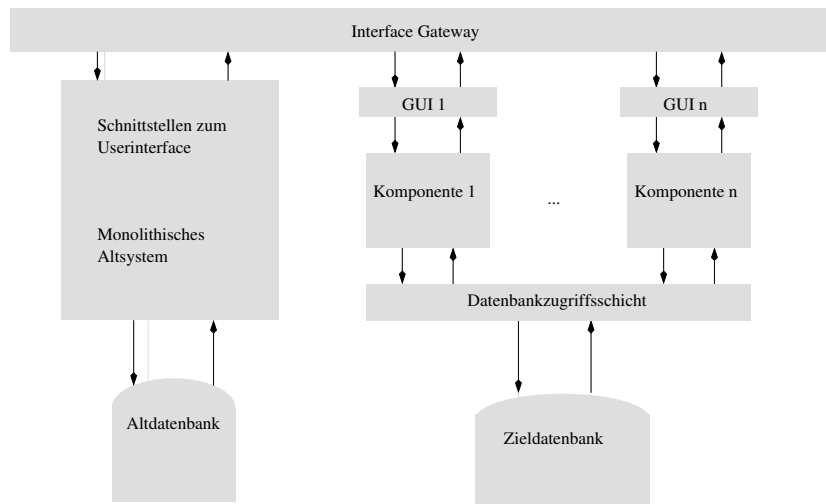 Interface Gateway
GUI 1
GUI n
Schnittstellen zum
Userinterface
Komponente 1
...
Komponente n
Monolithisches
Altsystem
Datenbankzugriffsschicht
Altdatenbank
Zieldatenbank